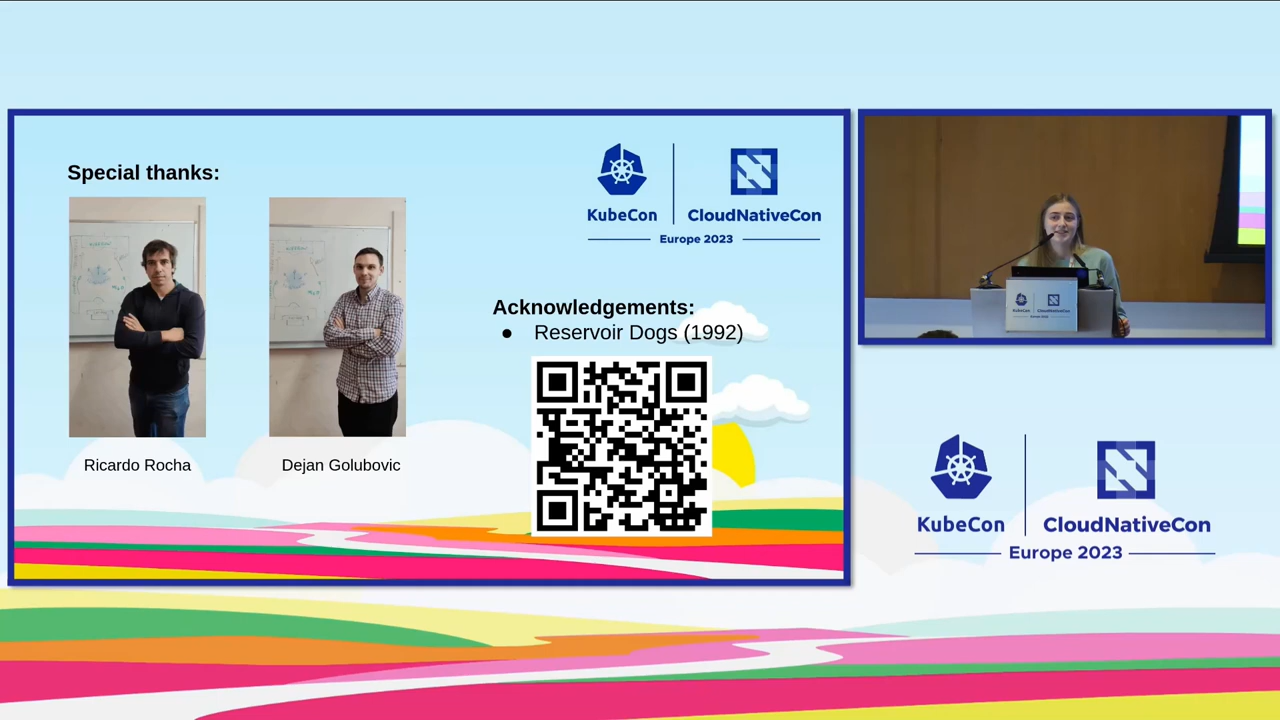 Special thanks:
KubeCon
CloudNativeCon
Europe 2023
Acknowledgements:
● Reservoir Dogs (1992)
Ricardo Rocha
Dejan Golubovic
KubeCon
CloudNativeCon
Europe 2023